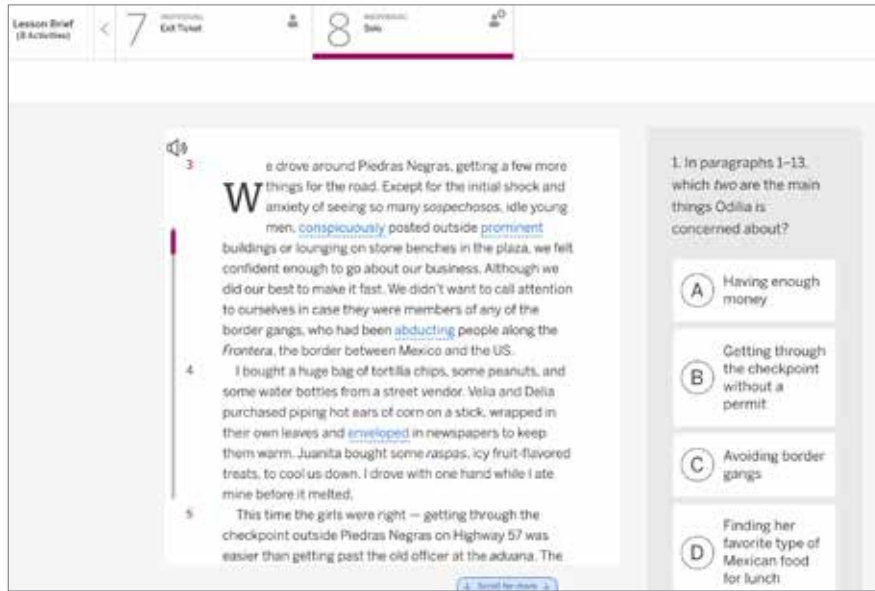 Lesson Brief
(8 Activities)
7
Exit Ticket
8
INDIVIDUAL
Solo
3
We drove around Piedras Negras, getting a few more
things for the road. Except for the initial shock and
anxiety of seeing so many sospechosos, idle young
men, conspicuously posted outside prominent
buildings or lounging on stone benches in the plaza, we felt
confident enough to go about our business. Although we
did our best to make it fast. We didn't want to call attention
to ourselves in case they were members of any of the
border gangs, who had been abducting people along the
Frontera, the border between Mexico and the US.
4
I bought a huge bag of tortilla chips, some peanuts, and
some water bottles from a street vendor. Velia and Delia
purchased piping hot ears of corn on a stick, wrapped in
their own leaves and enveloped in newspapers to keep
them warm. Juanita bought some raspas, icy fruit-flavored
treats, to cool us down. I drove with one hand while I ate
mine before it melted.
5
This time the girls were right — getting through the
checkpoint outside Piedras Negras on Highway 57 was
easier than getting past the old officer at the aduana. The
Scroll for more
1. In paragraphs 1–13,
which two are the main
things Odilia is
concerned about?
A
Having enough
money
B
Getting through
the checkpoint
without a
permit
C
Avoiding border
gangs
D
Finding her
favorite type of
Mexican food
for lunch